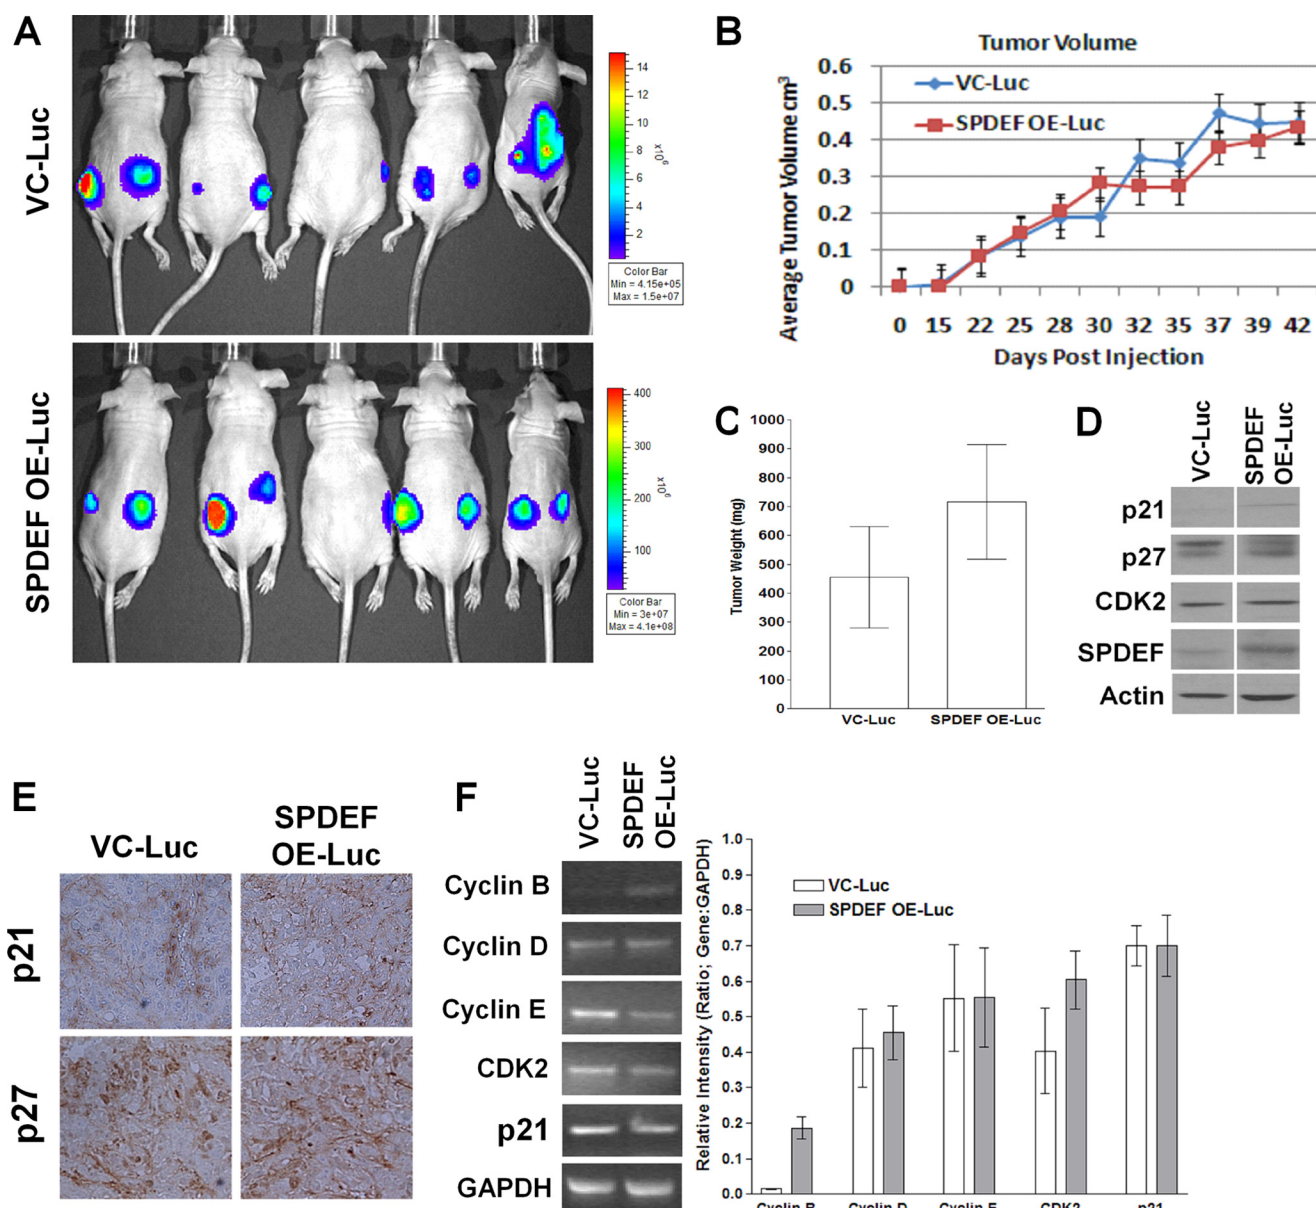 A
VC-Luc
14
12
10
8
6
4
2
x10⁶
Color Bar
Min = 4.15e+05
Max = 1.5e+07
SPDEF OE-Luc
400
300
200
100
x10⁶
Color Bar
Min = 3e+07
Max = 4.1e+08
B
Tumor Volume
Average Tumor Volume cm³
0.6
0.5
0.4
0.3
0.2
0.1
0
VC-Luc
SPDEF OE-Luc
0 15 22 25 28 30 32 35 37 39 42
Days Post Injection
C
Tumor Weight (mg)
1000
900
800
700
600
500
400
300
200
100
0
VC-Luc SPDEF OE-Luc
D
VC-Luc
SPDEF
OE-Luc
p21
p27
CDK2
SPDEF
Actin
E
VC-Luc
SPDEF
OE-Luc
p21
p27
F
VC-Luc
SPDEF
OE-Luc
Cyclin B
Cyclin D
Cyclin E
CDK2
p21
GAPDH
Relative Intensity (Ratio; Gene:GAPDH)
1.0
0.9
0.8
0.7
0.6
0.5
0.4
0.3
0.2
0.1
0.0
VC-Luc
SPDEF OE-Luc
Cyclin B Cyclin D Cyclin E CDK2 p21